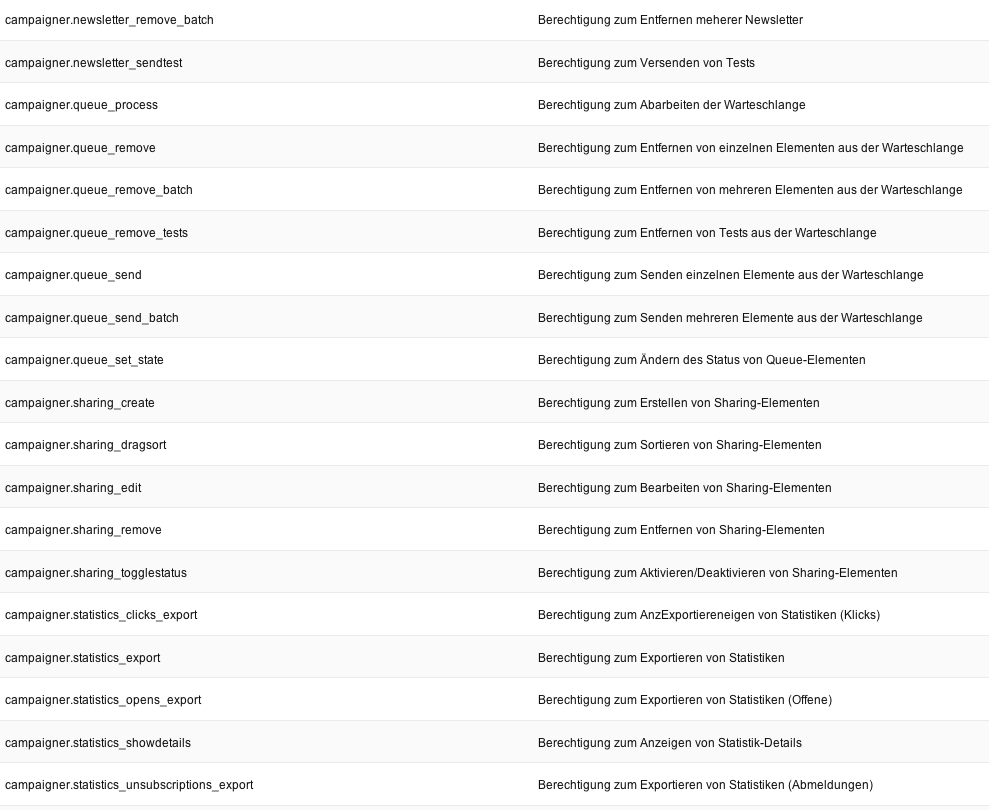 campaigner.newsletter_remove_batch Berechtigung zum Entfernen meherer Newsletter
campaigner.newsletter_sendtest Berechtigung zum Versenden von Tests
campaigner.queue_process Berechtigung zum Abarbeiten der Warteschlange
campaigner.queue_remove Berechtigung zum Entfernen von einzelnen Elementen aus der Warteschlange
campaigner.queue_remove_batch Berechtigung zum Entfernen von mehreren Elementen aus der Warteschlange
campaigner.queue_remove_tests Berechtigung zum Entfernen von Tests aus der Warteschlange
campaigner.queue_send Berechtigung zum Senden einzelnen Elemente aus der Warteschlange
campaigner.queue_send_batch Berechtigung zum Senden mehreren Elemente aus der Warteschlange
campaigner.queue_set_state Berechtigung zum Ändern des Status von Queue-Elementen
campaigner.sharing_create Berechtigung zum Erstellen von Sharing-Elementen
campaigner.sharing_dragsort Berechtigung zum Sortieren von Sharing-Elementen
campaigner.sharing_edit Berechtigung zum Bearbeiten von Sharing-Elementen
campaigner.sharing_remove Berechtigung zum Entfernen von Sharing-Elementen
campaigner.sharing_togglestatus Berechtigung zum Aktivieren/Deaktivieren von Sharing-Elementen
campaigner.statistics_clicks_export Berechtigung zum AnzExportiereneigen von Statistiken (Klicks)
campaigner.statistics_export Berechtigung zum Exportieren von Statistiken
campaigner.statistics_opens_export Berechtigung zum Exportieren von Statistiken (Offene)
campaigner.statistics_showdetails Berechtigung zum Anzeigen von Statistik-Details
campaigner.statistics_unsubscriptions_export Berechtigung zum Exportieren von Statistiken (Abmeldungen)